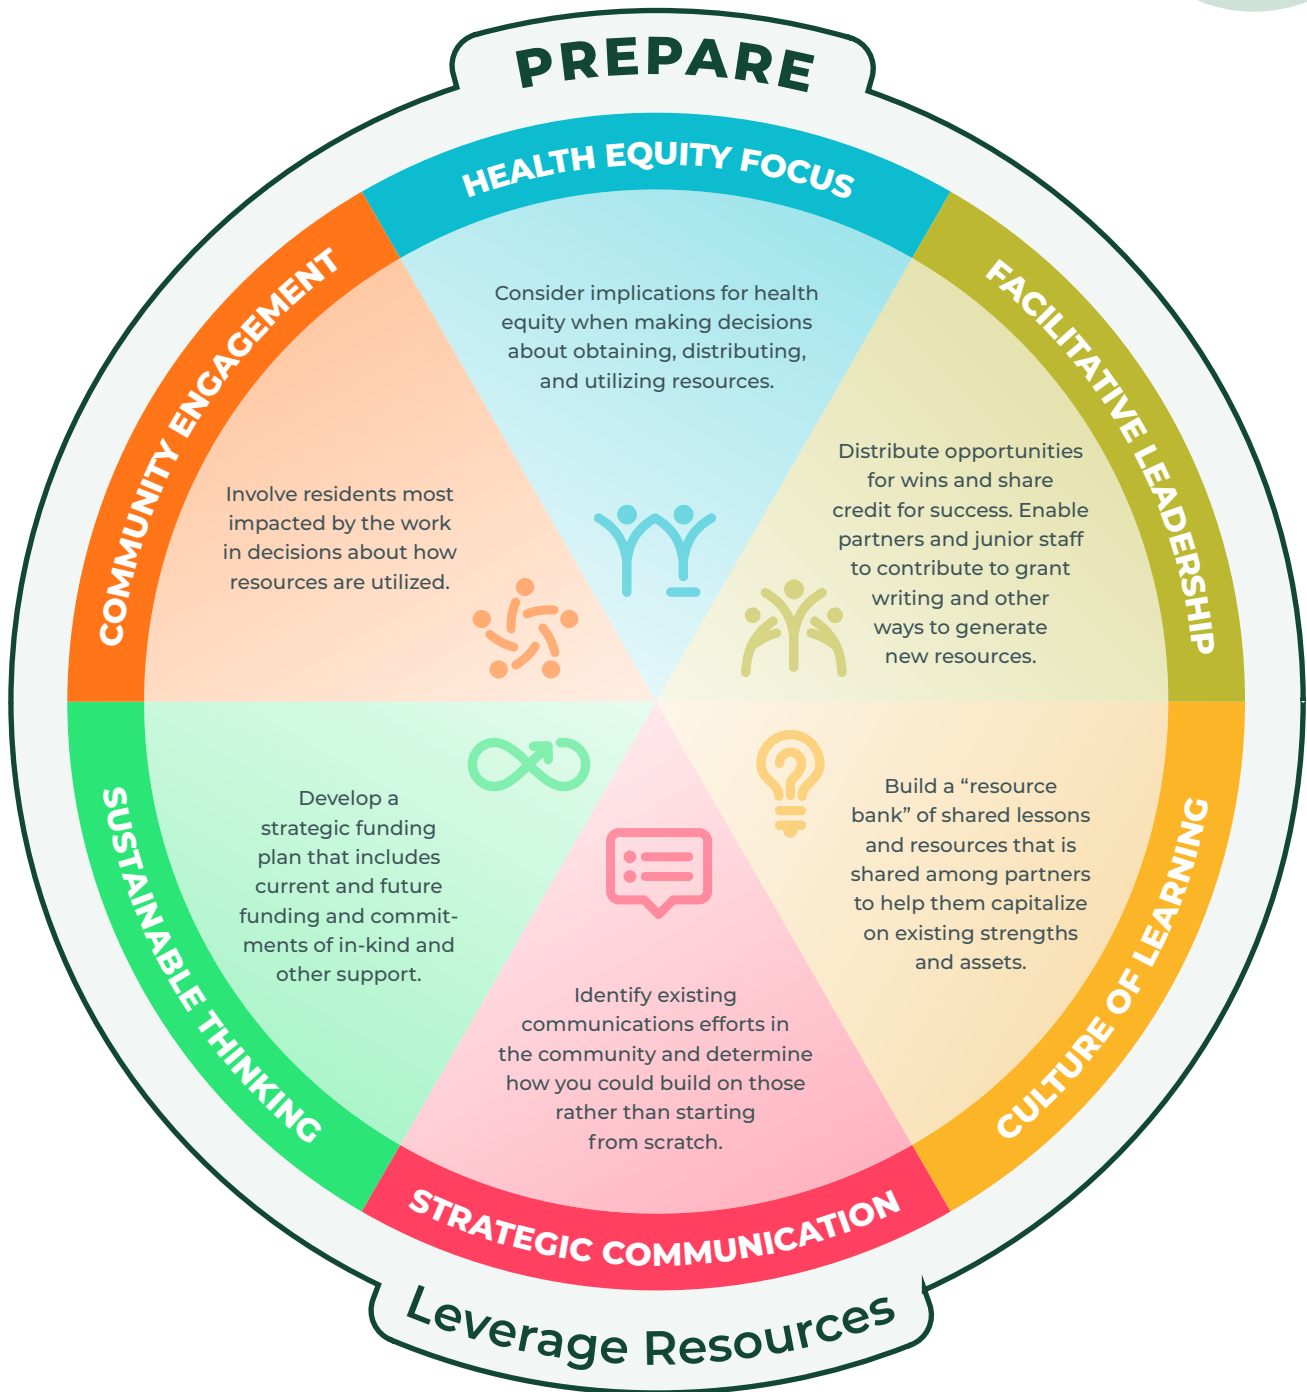 PREPARE
HEALTH EQUITY FOCUS
Consider implications for health
equity when making decisions
about obtaining, distributing,
and utilizing resources.
FACILITATIVE LEADERSHIP
Distribute opportunities
for wins and share
credit for success. Enable
partners and junior staff
to contribute to grant
writing and other
ways to generate
new resources.
CULTURE OF LEARNING
Build a “resource
bank” of shared lessons
and resources that is
shared among partners
to help them capitalize
on existing strengths
and assets.
STRATEGIC COMMUNICATION
Identify existing
communications efforts in
the community and determine
how you could build on those
rather than starting
from scratch.
SUSTAINABLE THINKING
Develop a
strategic funding
plan that includes
current and future
funding and commit-
ments of in-kind and
other support.
COMMUNITY ENGAGEMENT
Involve residents most
impacted by the work
in decisions about how
resources are utilized.
Leverage Resources